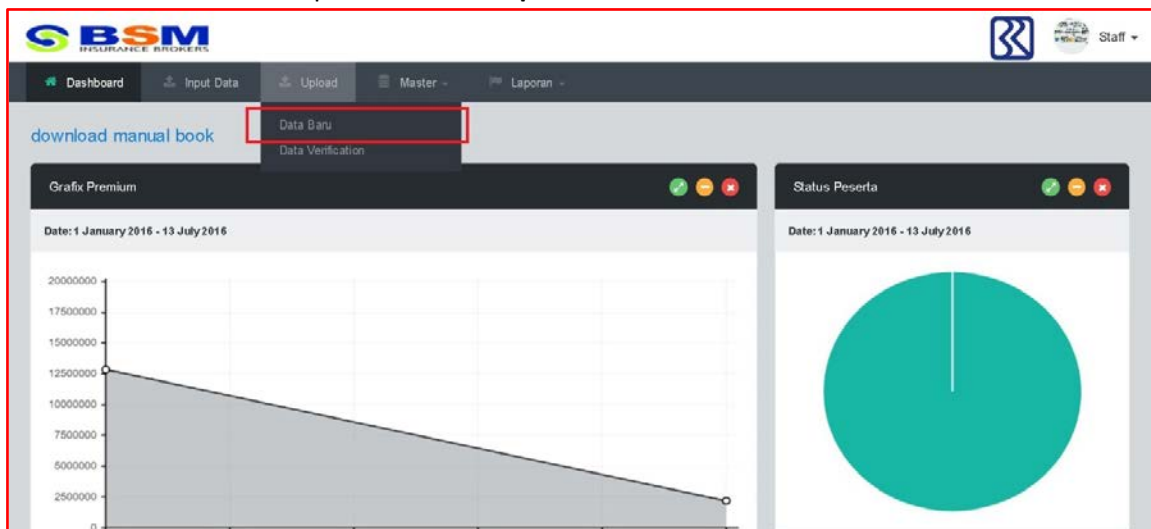 BSM
INSURANCE BROKERS
Staff
Dashboard Input Data Upload Master Laporan
Data Baru
Data Verification
download manual book
Grafix Premium
Date: 1 January 2016 - 13 July 2016
20000000
17500000
15000000
12500000
10000000
7500000
5000000
2500000
0
Status Peserta
Date: 1 January 2016 - 13 July 2016